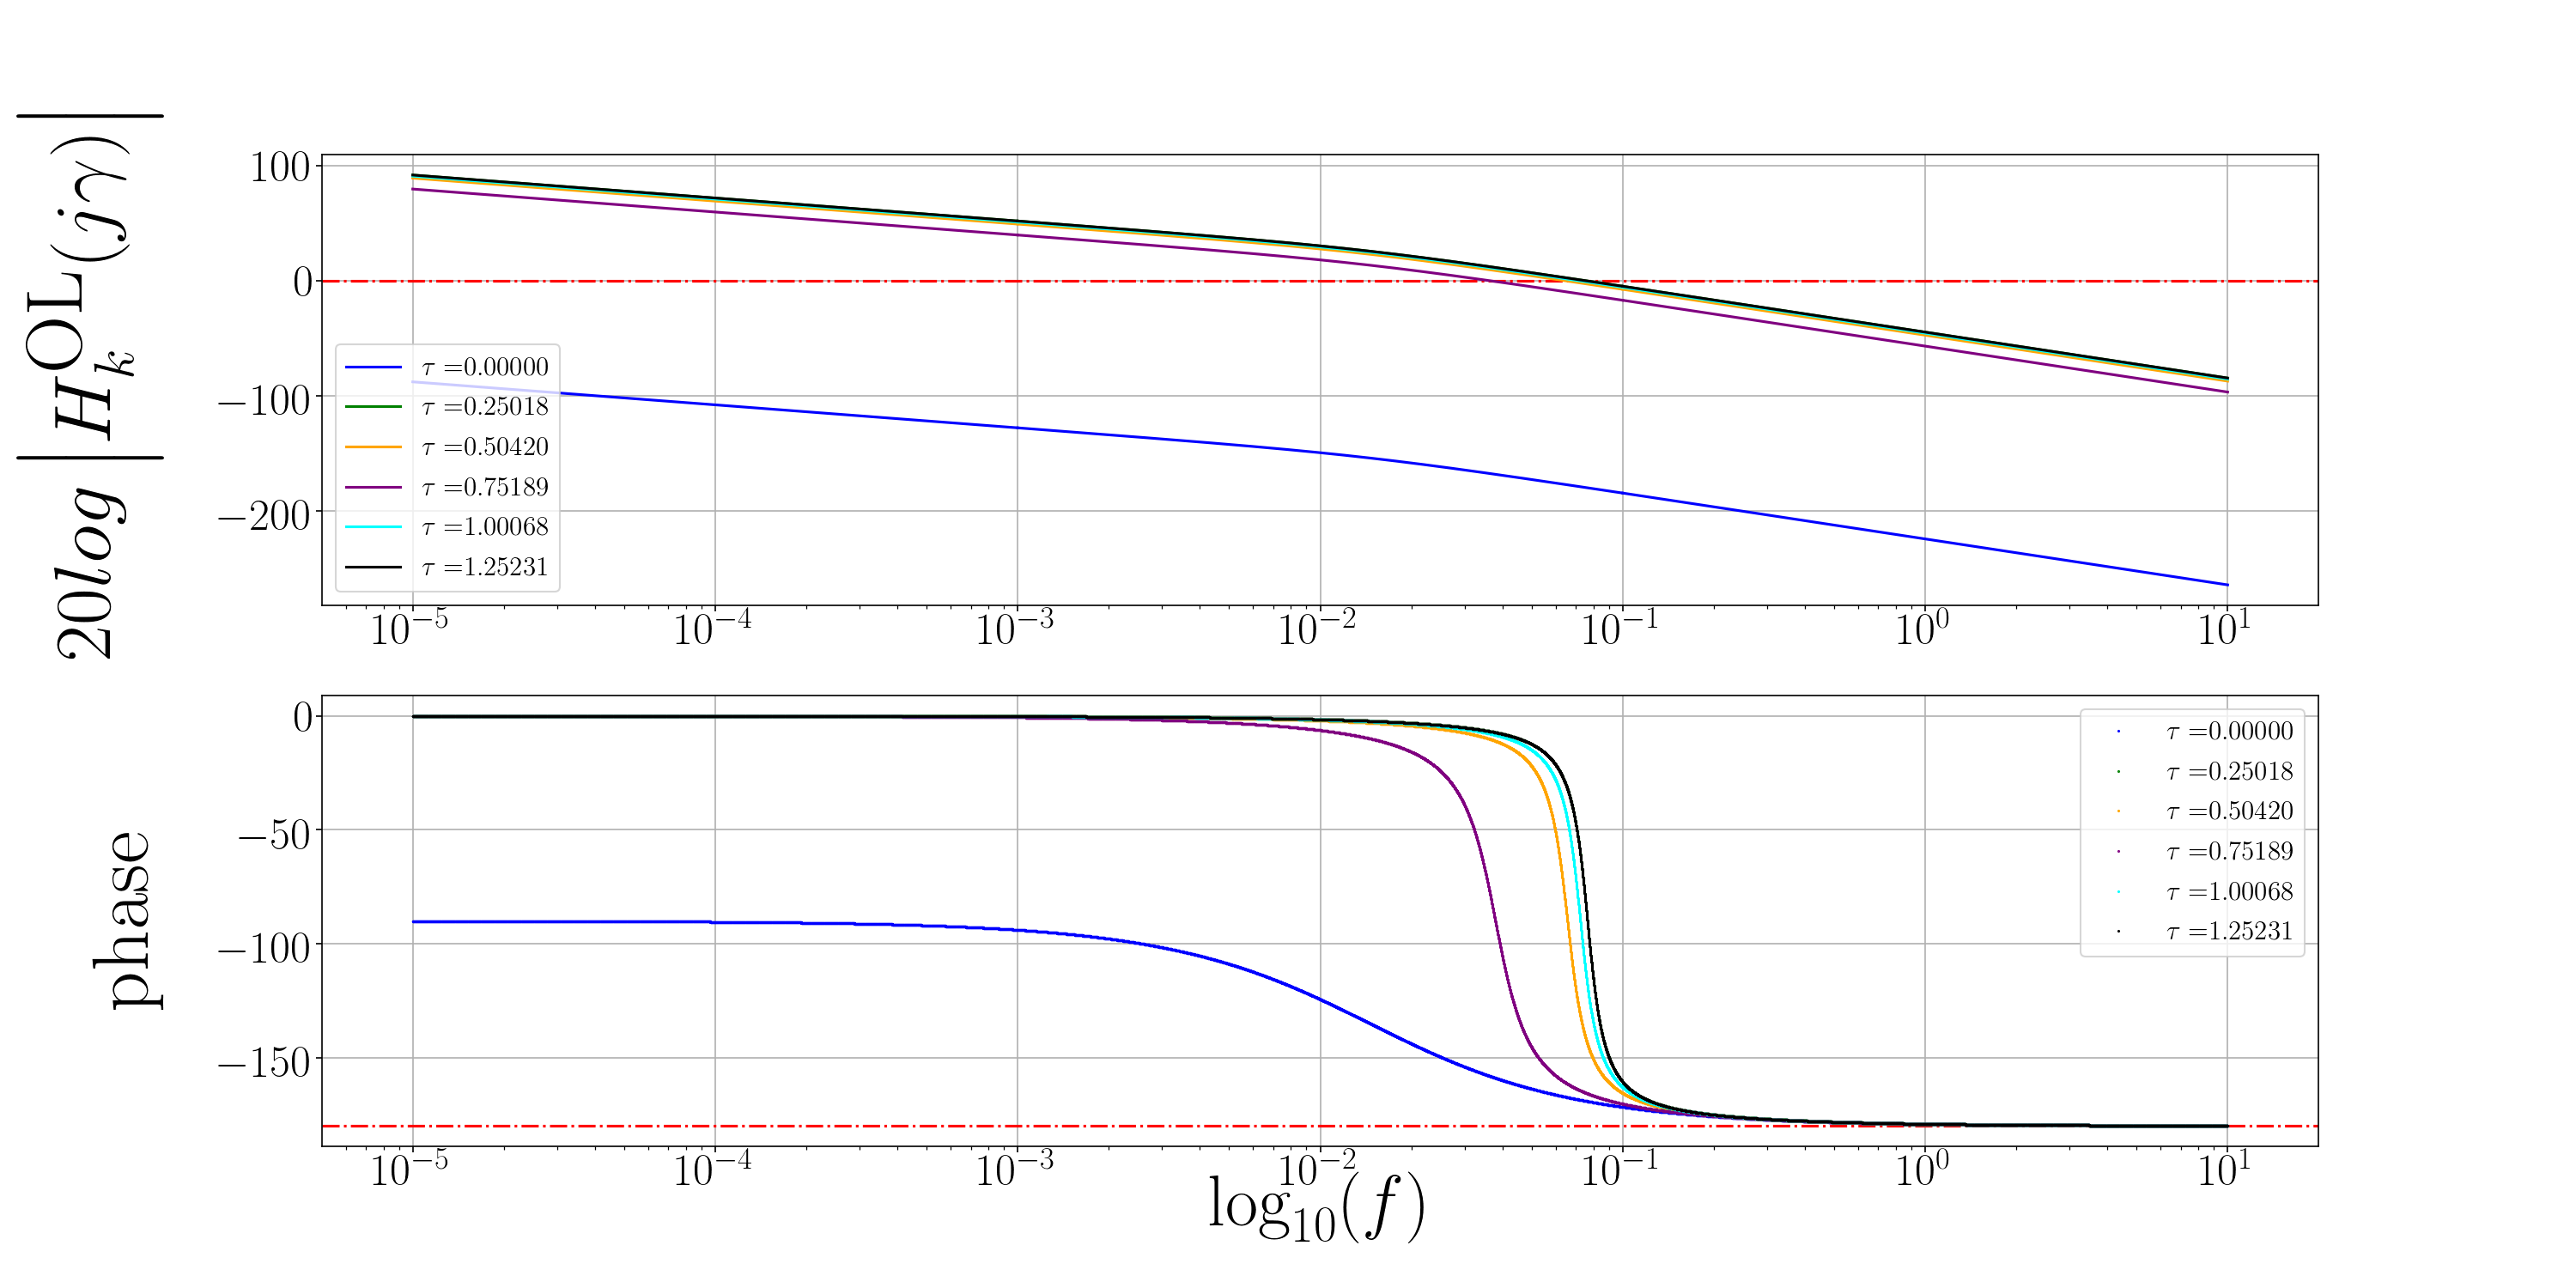 20log |H_k^OL(jγ)|
100
0
−100
−200
τ =0.00000
τ =0.25018
τ =0.50420
τ =0.75189
τ =1.00068
τ =1.25231
10^−5 10^−4 10^−3 10^−2 10^−1 10^0 10^1
phase
0
−50
−100
−150
τ =0.00000
τ =0.25018
τ =0.50420
τ =0.75189
τ =1.00068
τ =1.25231
10^−5 10^−4 10^−3 10^−2 10^−1 10^0 10^1
log_10(f)